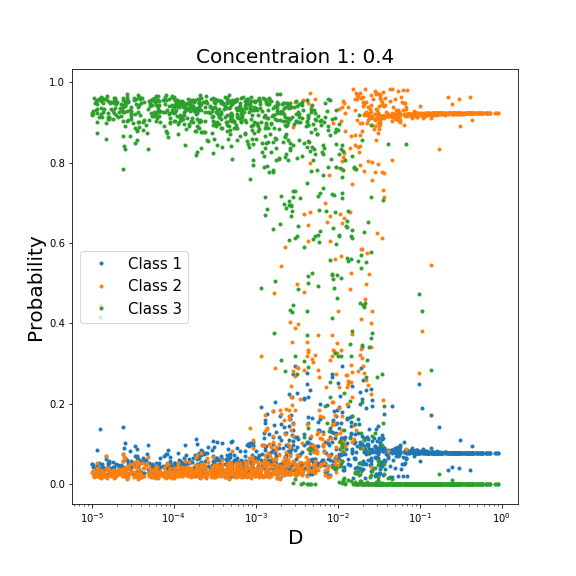 Concentraion 1: 0.4
Probability
1.0
0.8
0.6
0.4
0.2
0.0
Class 1
Class 2
Class 3
10⁻⁵
10⁻⁴
10⁻³
10⁻²
10⁻¹
10⁰
D